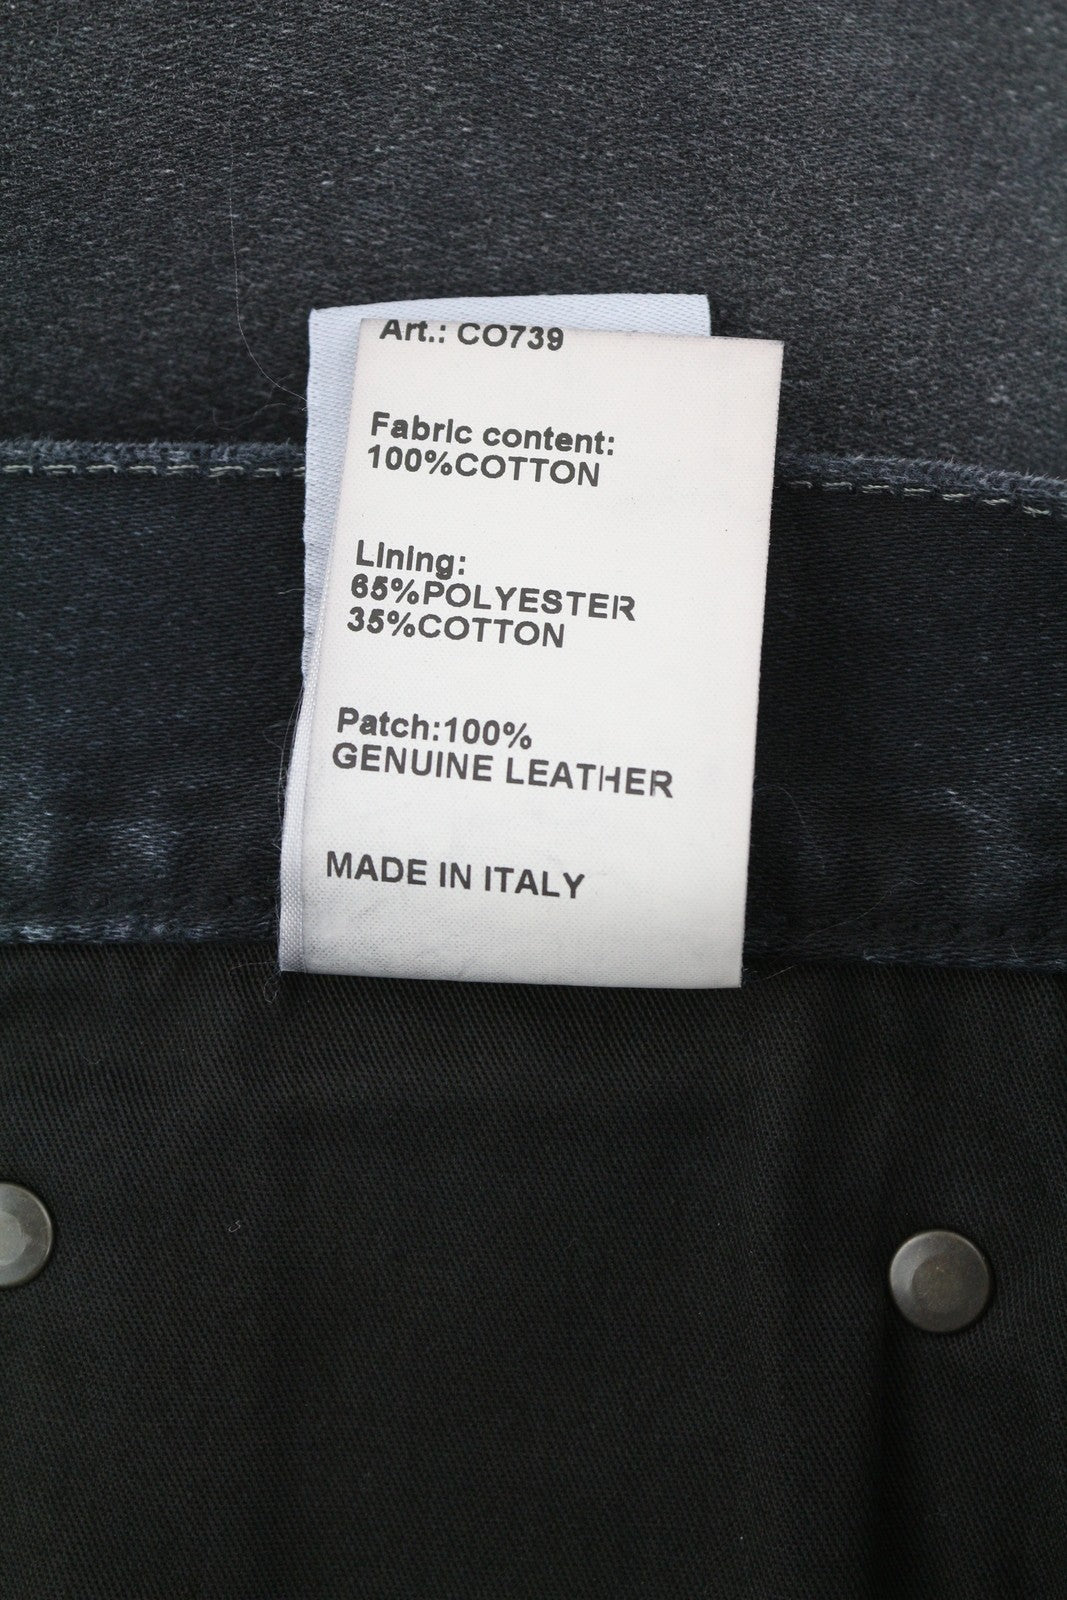 Art.: CO739
Fabric content:
100%COTTON
Lining:
65%POLYESTER
35%COTTON
Patch:100%
GENUINE LEATHER
MADE IN ITALY